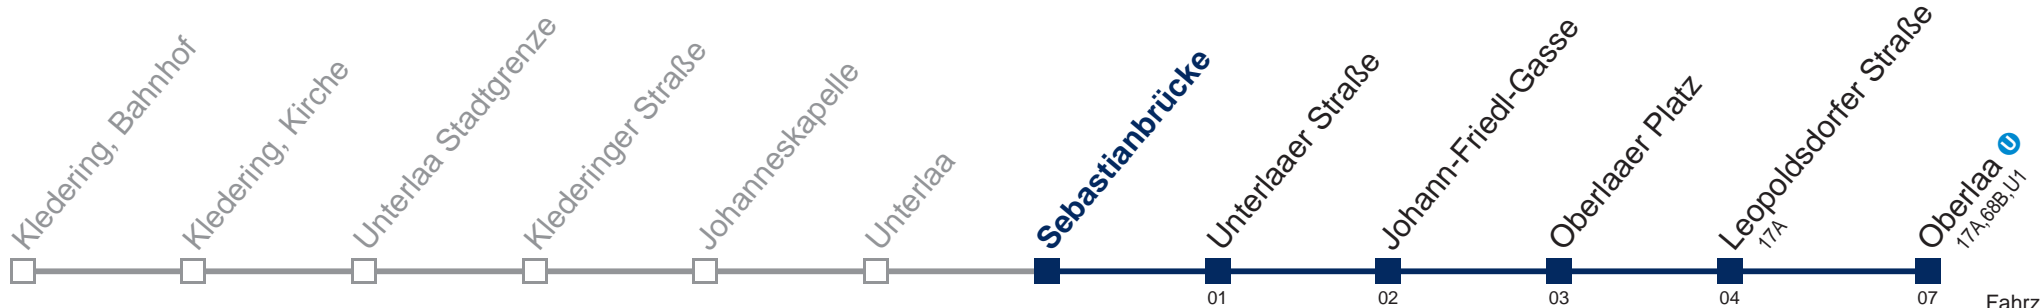 Kledering, Bahnhof
Kledering, Kirche
Unterlaa Stadtgrenze
Klederinger Straße
Johanneskapelle
Unterlaa
Sebastianbrücke
Unterlaaer Straße
Johann-Friedl-Gasse
Oberlaaer Platz
Leopoldsdorfer Straße
17A
Oberlaa U
17A,68B,U1
01
02
03
04
07
Fahrz